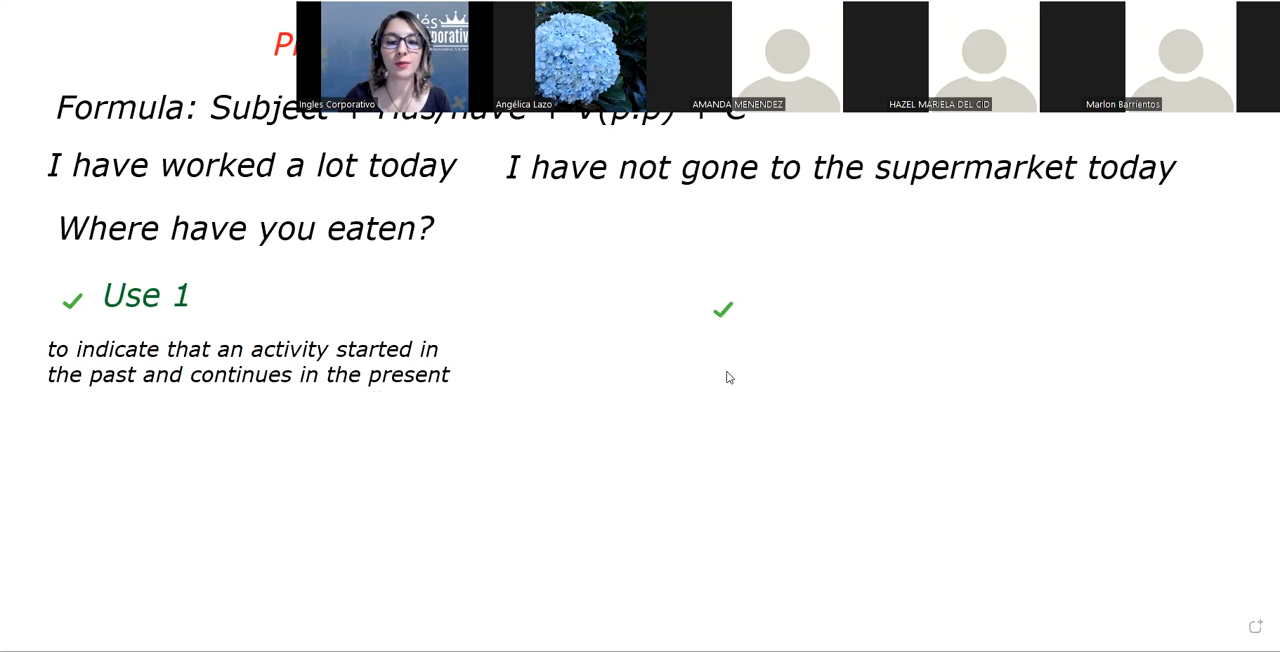 Ingles Corporativo
Angélica Lazo
AMANDA MENENDEZ
HAZEL MARIELA DEL CID
Marlon Barrientos
Formula: Subject + Has/have + V(p.p) + C
I have worked a lot today
I have not gone to the supermarket today
Where have you eaten?
Use 1
to indicate that an activity started in
the past and continues in the present